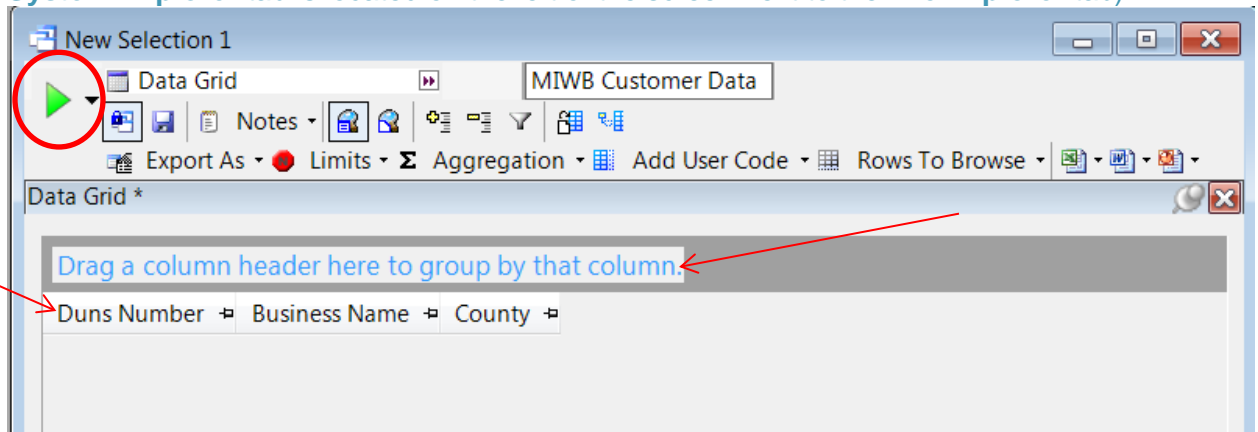 New Selection 1
Data Grid MIWB Customer Data
Notes
Export As Limits Σ Aggregation Add User Code Rows To Browse
Data Grid *
Drag a column header here to group by that column.
Duns Number Business Name County